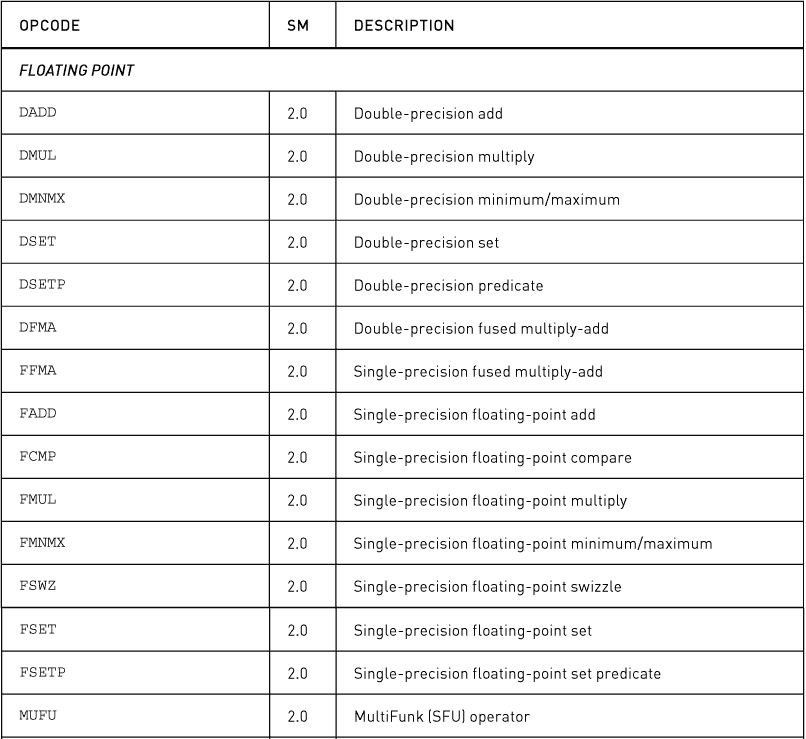 OPCODE SM DESCRIPTION
FLOATING POINT
DADD 2.0 Double-precision add
DMUL 2.0 Double-precision multiply
DMNMX 2.0 Double-precision minimum/maximum
DSET 2.0 Double-precision set
DSETP 2.0 Double-precision predicate
DFMA 2.0 Double-precision fused multiply-add
FFMA 2.0 Single-precision fused multiply-add
FADD 2.0 Single-precision floating-point add
FCMP 2.0 Single-precision floating-point compare
FMUL 2.0 Single-precision floating-point multiply
FMNMX 2.0 Single-precision floating-point minimum/maximum
FSWZ 2.0 Single-precision floating-point swizzle
FSET 2.0 Single-precision floating-point set
FSETP 2.0 Single-precision floating-point set predicate
MUFU 2.0 MultiFunk (SFU) operator